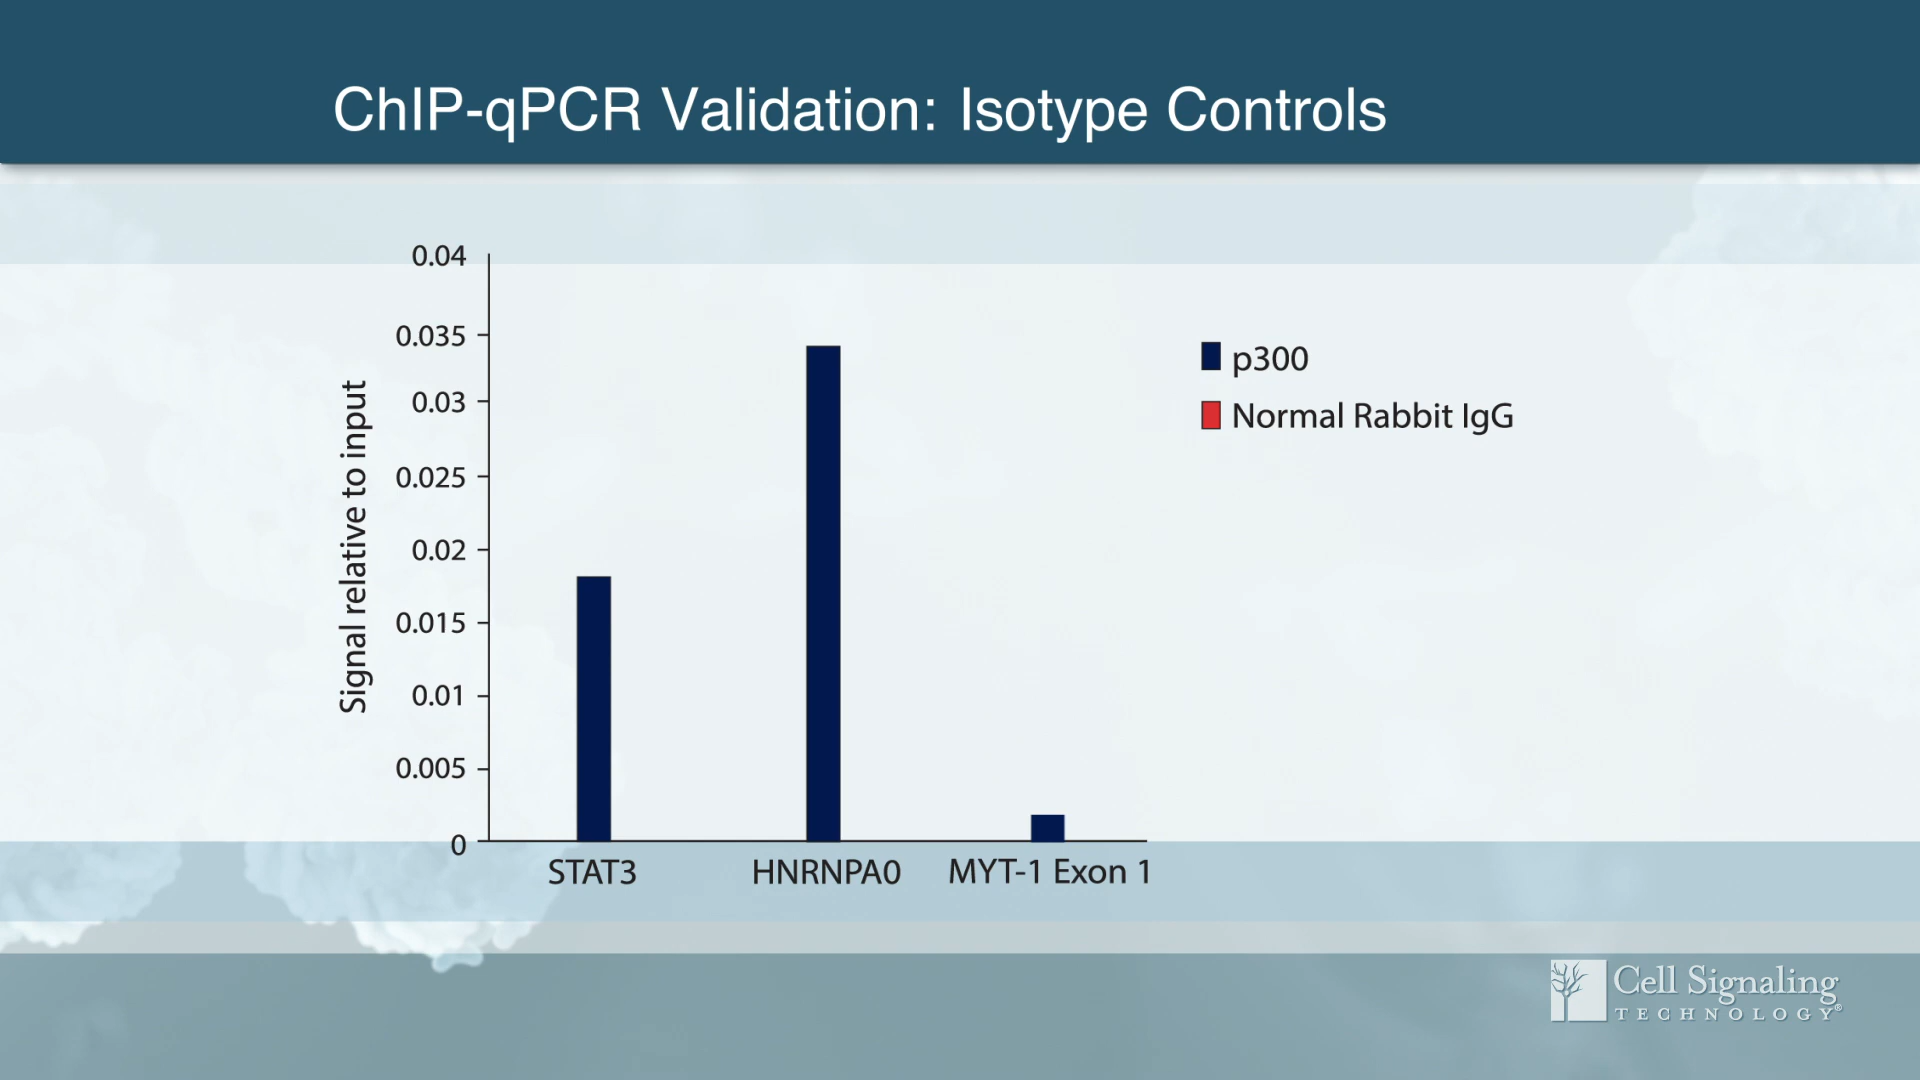 ChIP-qPCR Validation: Isotype Controls
Signal relative to input
0.04
0.035
0.03
0.025
0.02
0.015
0.01
0.005
0
STAT3 HNRNPA0 MYT-1 Exon 1
p300
Normal Rabbit IgG
Cell Signaling
TECHNOLOGY®